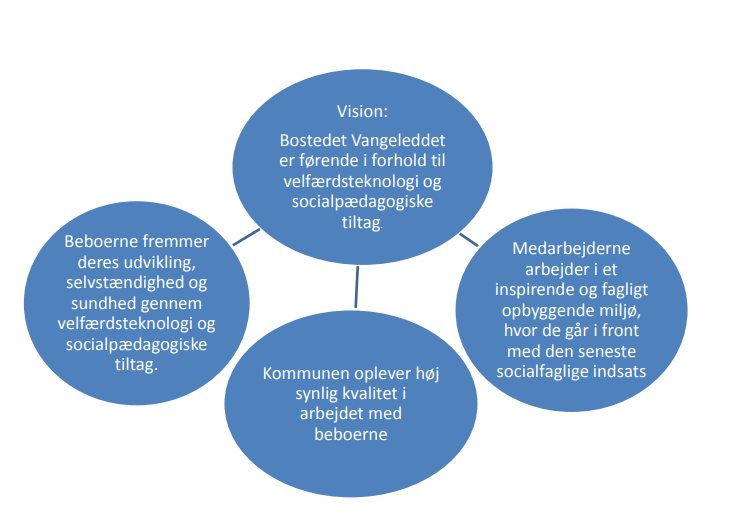 Vision:
Bostedet Vangeleddet
er førende i forhold til
velfærdsteknologi og
socialpædagogiske
tiltag.
Beboerne fremmer
deres udvikling,
selvstændighed og
sundhed gennem
velfærdsteknologi og
socialpædagogiske
tiltag.
Kommunen oplever høj
synlig kvalitet i
arbejdet med
beboerne
Medarbejderne
arbejder i et
inspirende og fagligt
opbyggende miljø,
hvor de går i front
med den seneste
socialfaglige indsats